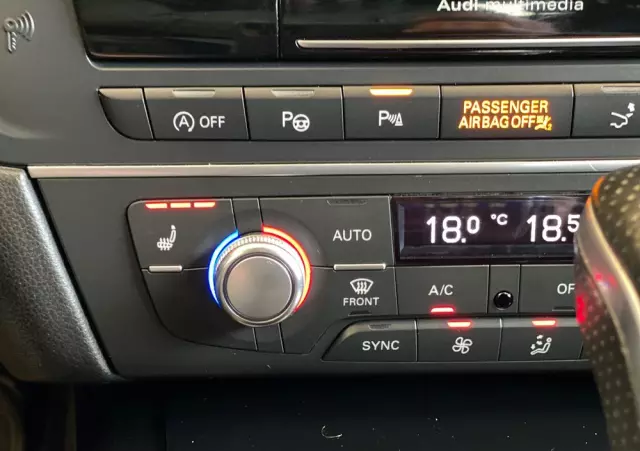 Audi multimedia
A OFF
P
P
PASSENGER
AIRBAG OFF
AUTO
18.0 °C 18.5
FRONT
A/C
OF
SYNC